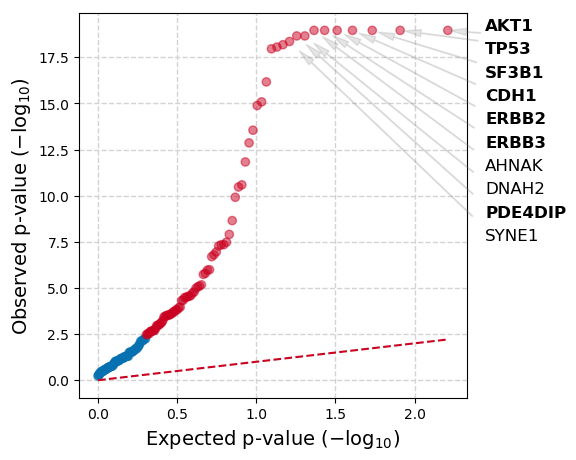 AKT1
TP53
SF3B1
CDH1
ERBB2
ERBB3
AHNAK
DNAH2
PDE4DIP
SYNE1
17.5
15.0
12.5
10.0
7.5
5.0
2.5
0.0
Observed p-value (−log₁₀)
0.0 0.5 1.0 1.5 2.0
Expected p-value (−log₁₀)